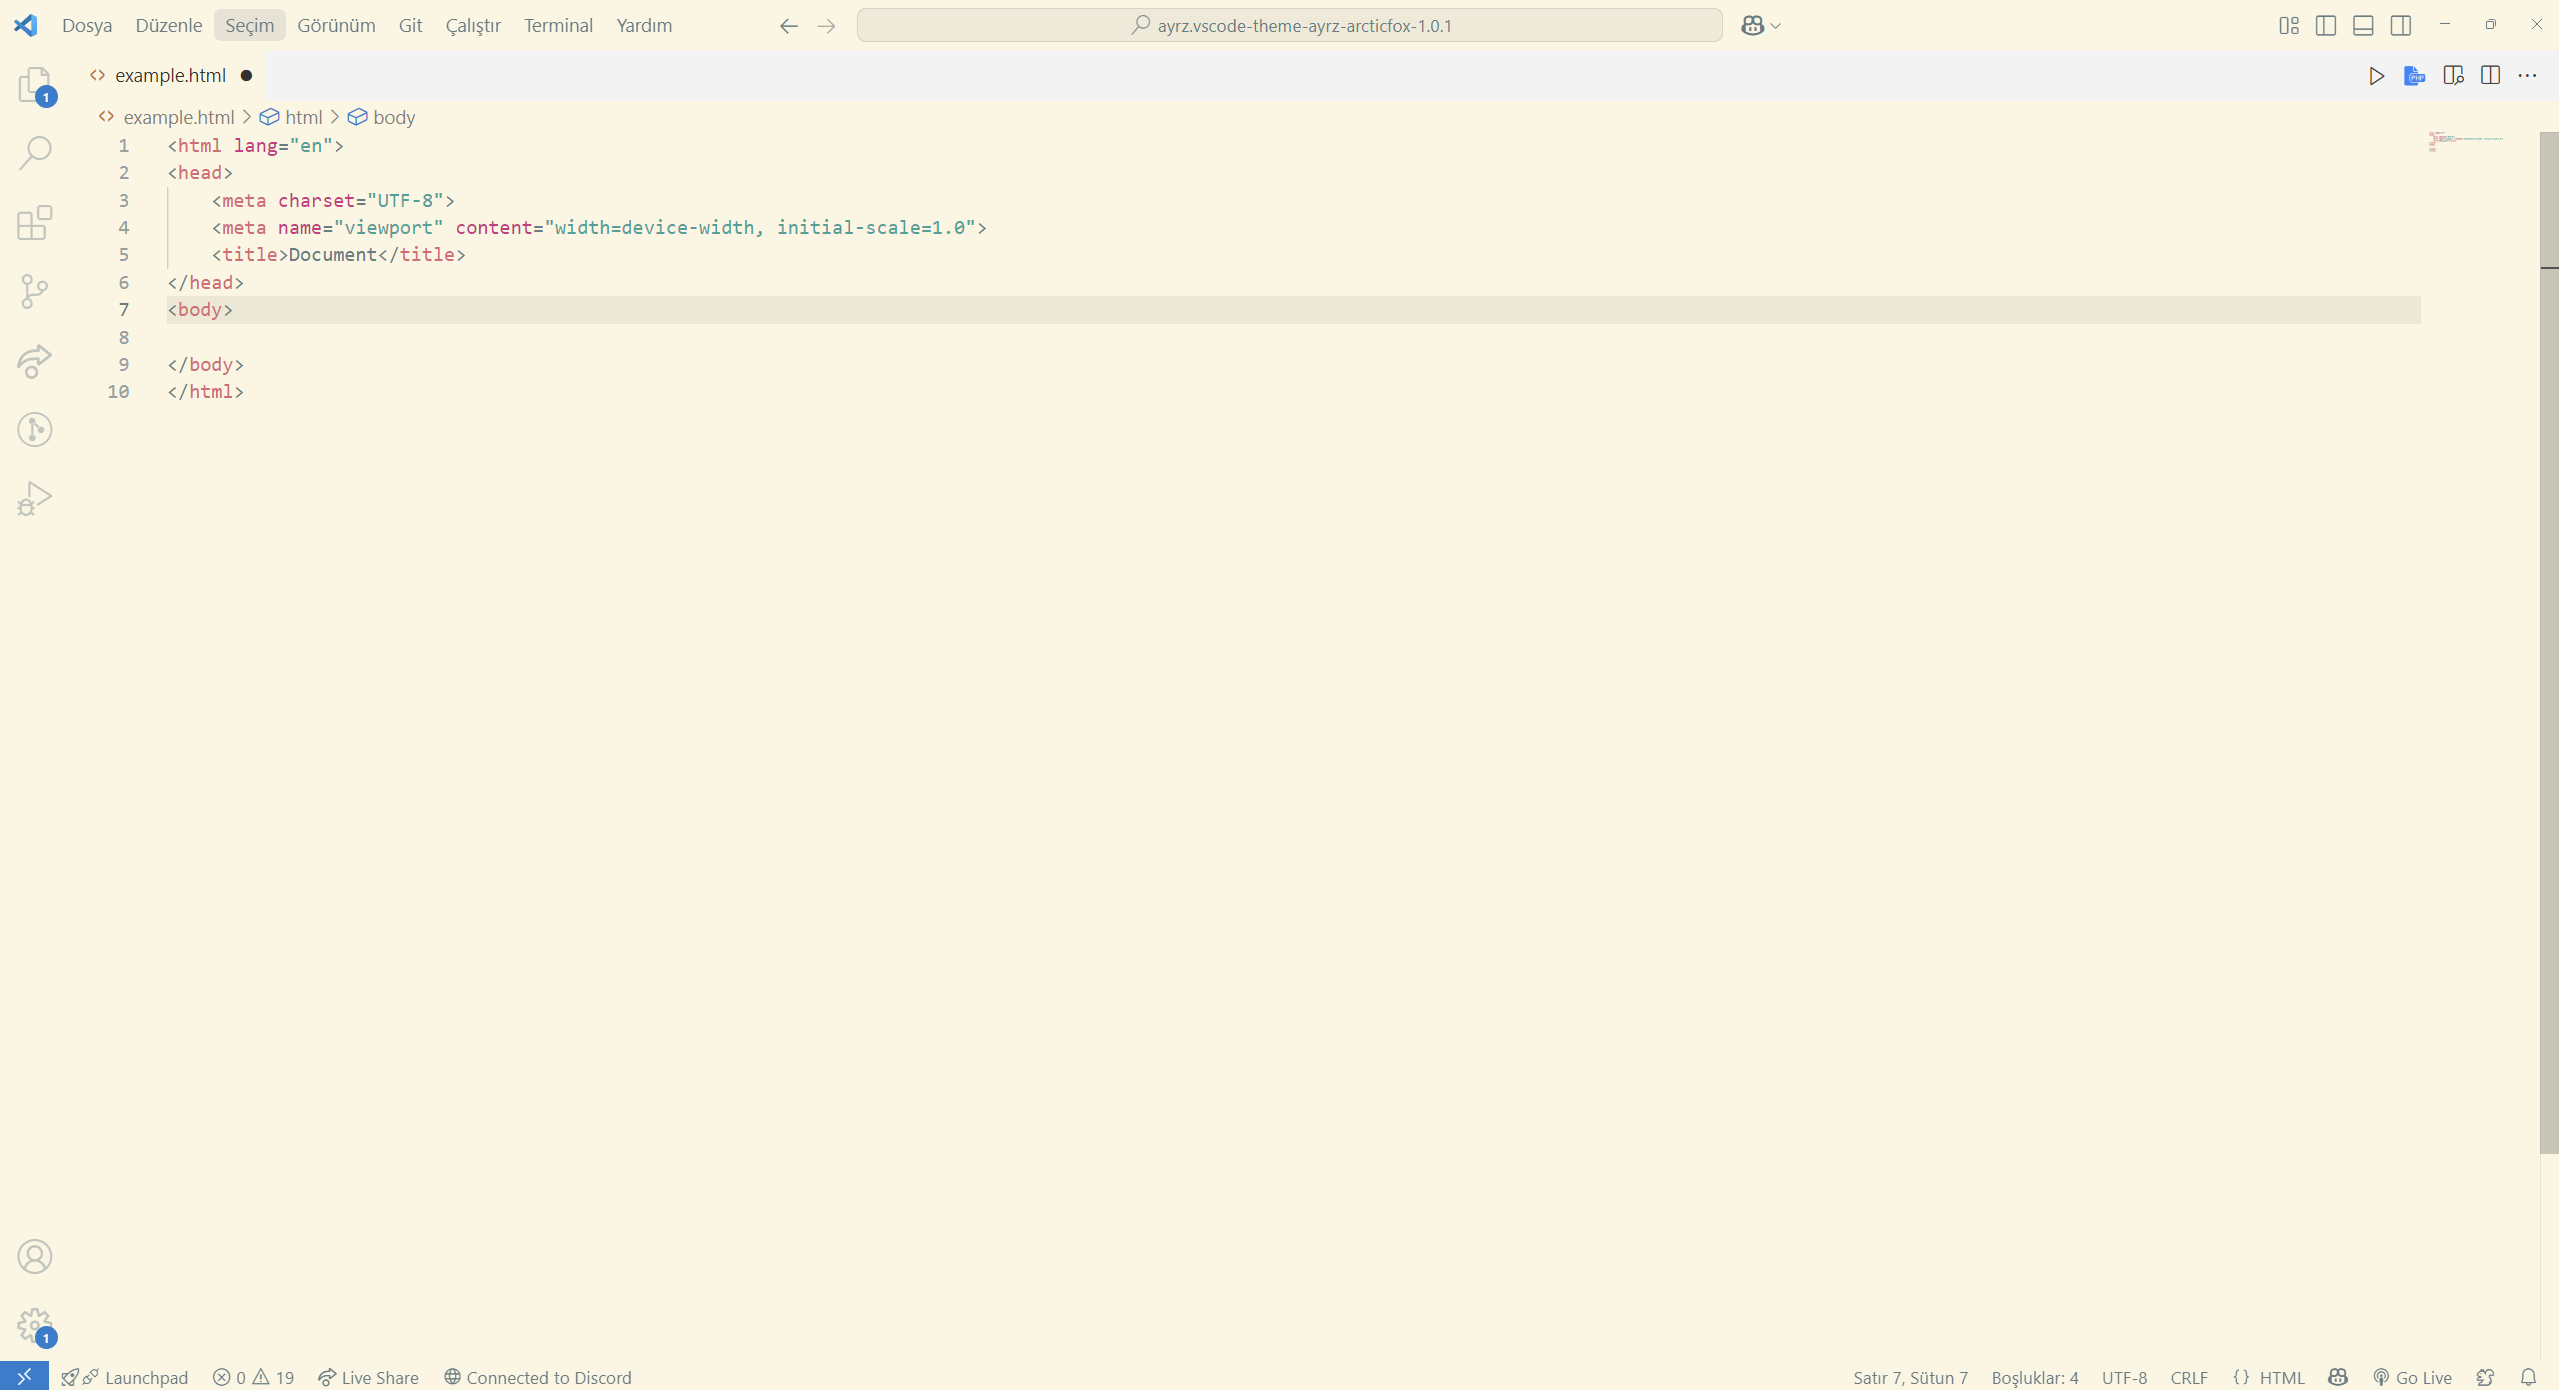 Dosya Düzenle Seçim Görünüm Git Çalıştır Terminal Yardım ayrz.vscode-theme-ayrz-arcticfox-1.0.1
example.html
PHP
1
example.html > html > body
1 <html lang="en">
2 <head>
3     <meta charset="UTF-8">
4     <meta name="viewport" content="width=device-width, initial-scale=1.0">
5     <title>Document</title>
6 </head>
7 <body>
8
9 </body>
10 </html>
1
Launchpad 0 19 Live Share Connected to Discord Satır 7, Sütun 7 Boşluklar: 4 UTF-8 CRLF {} HTML Go Live